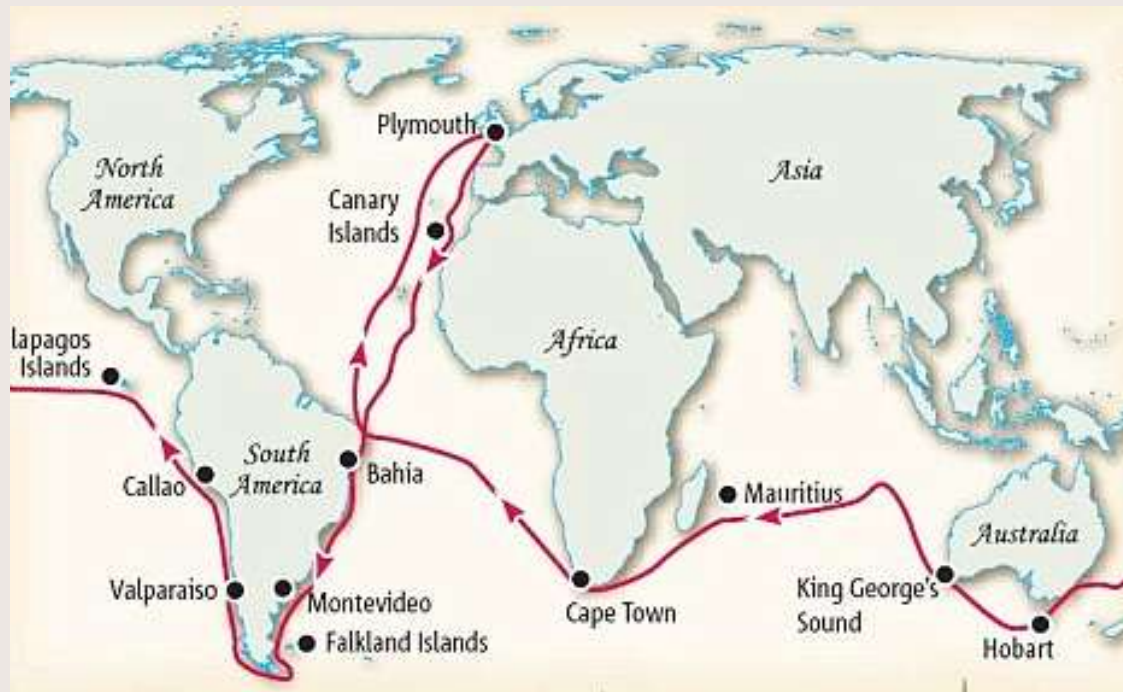 Plymouth
North
America
Asia
Canary
Islands
lapagos
Islands
Africa
South
America
Callao
Bahia
Mauritius
Australia
Valparaiso
Montevideo
Falkland Islands
Cape Town
King George's
Sound
Hobart